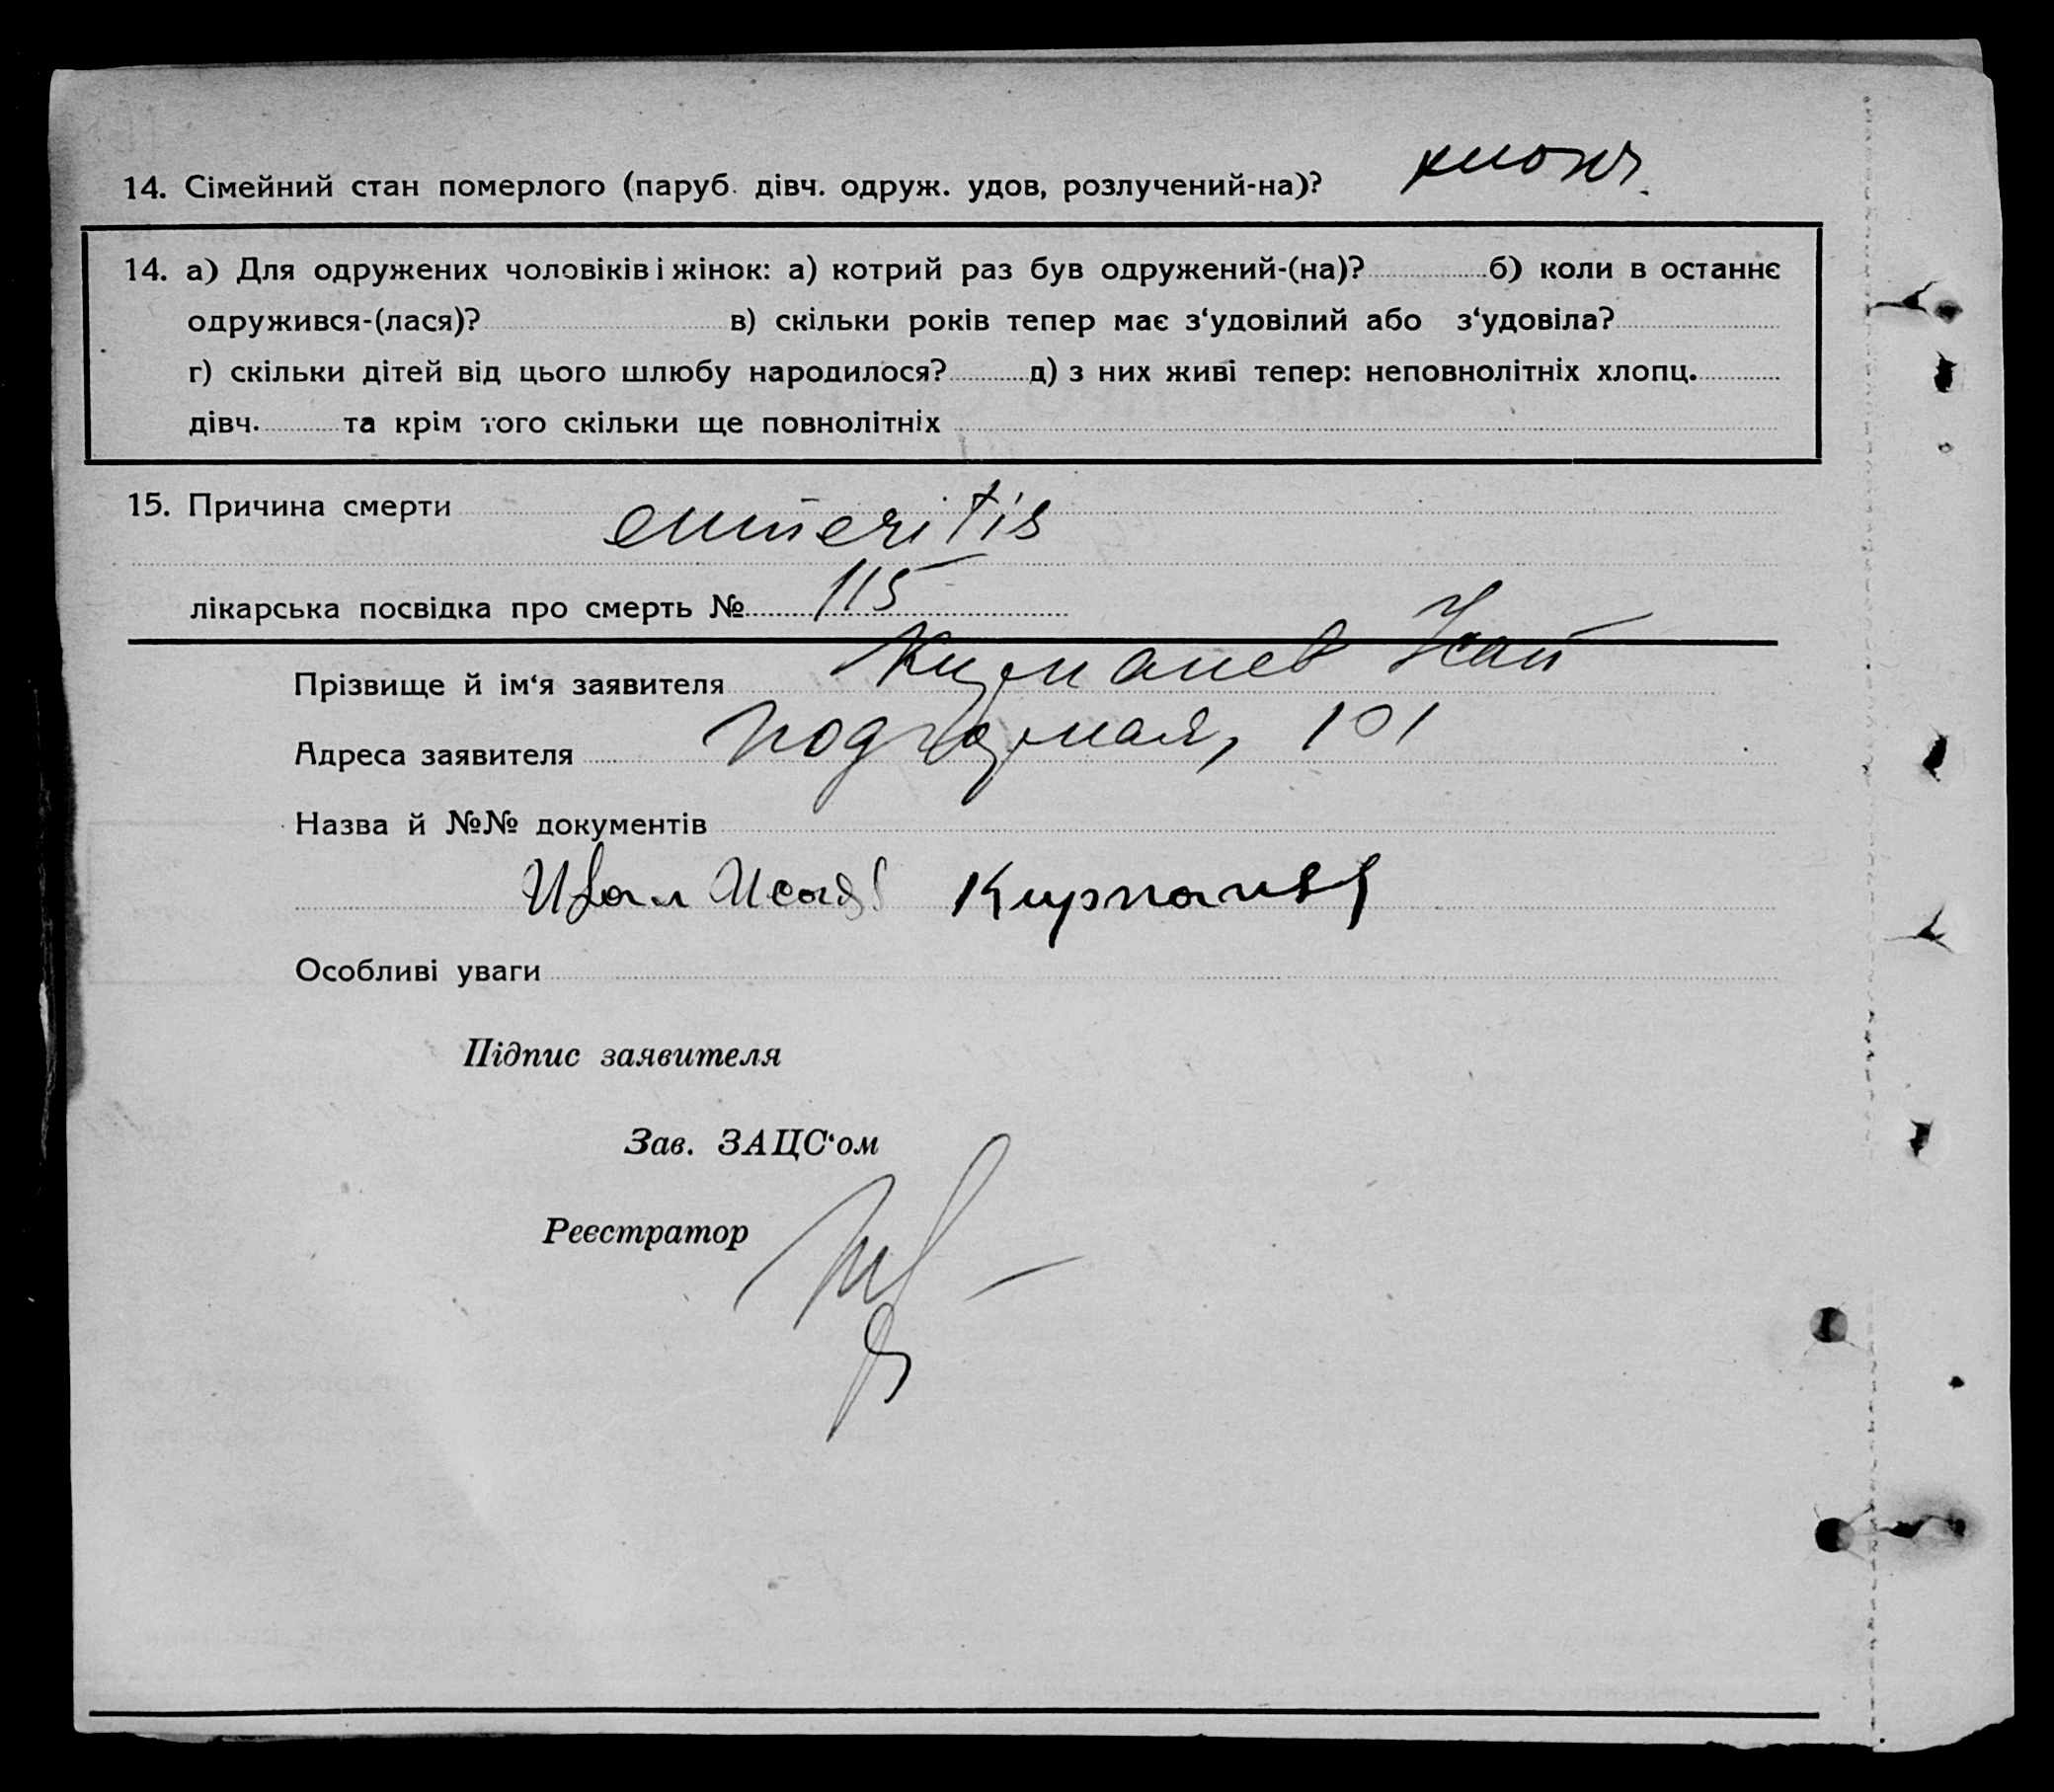 14. Сімейний стан померлого (паруб. дівч. одруж. удов, розлучений-на)?
14. а) Для одружених чоловіків і жінок: а) котрий раз був одружений-(на)? б) коли в останнє
одружився-(лася)? в) скільки років тепер має з‘удовілий або з‘удовіла?
г) скільки дітей від цього шлюбу народилося? д) з них живі тепер: неповнолітніх хлопц.
дівч. та крім того скільки ще повнолітніх
15. Причина смерти enteritis
лікарська посвідка про смерть № 115
Прізвище й ім‘я заявителя
Адреса заявителя 101
Назва й №№ документів
Иван
Особливі уваги
Підпис заявителя
Зав. ЗАЦС‘ом
Реєстратор